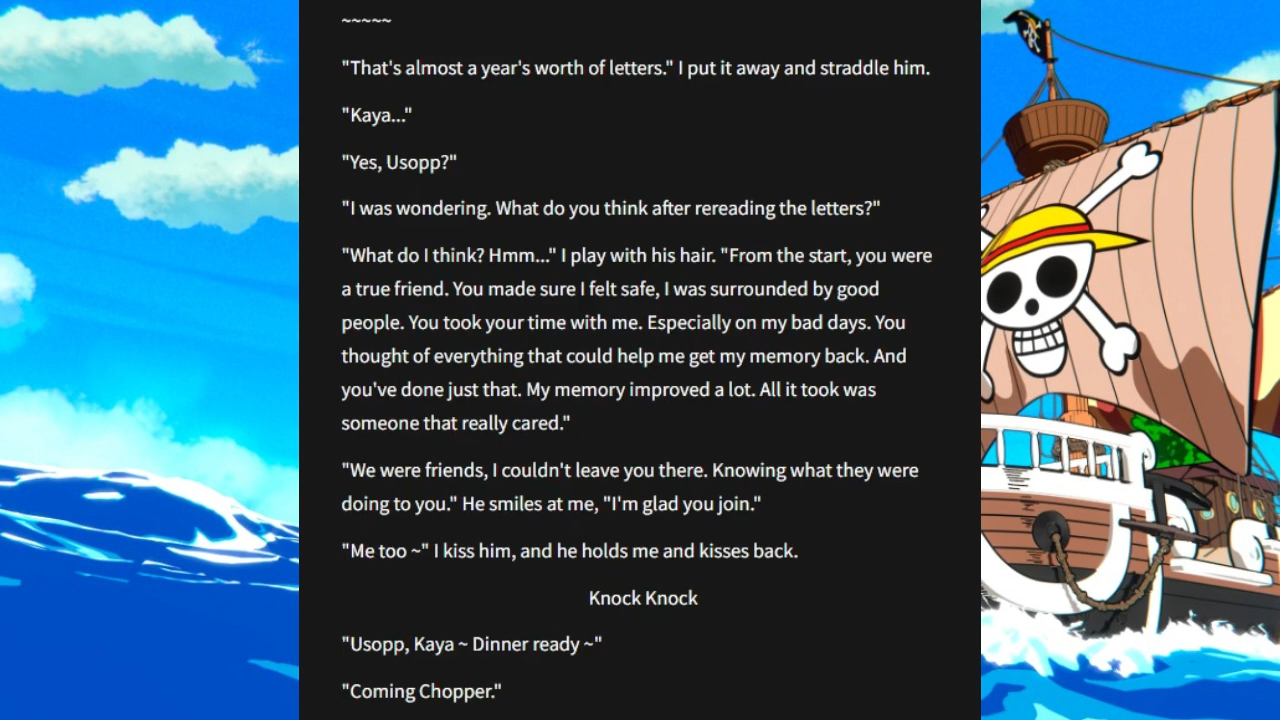 ~~~~~
"That's almost a year's worth of letters." I put it away and straddle him.
"Kaya..."
"Yes, Usopp?"
"I was wondering. What do you think after rereading the letters?"
"What do I think? Hmm..." I play with his hair. "From the start, you were
a true friend. You made sure I felt safe, I was surrounded by good
people. You took your time with me. Especially on my bad days. You
thought of everything that could help me get my memory back. And
you've done just that. My memory improved a lot. All it took was
someone that really cared."
"We were friends, I couldn't leave you there. Knowing what they were
doing to you." He smiles at me, "I'm glad you join."
"Me too ~" I kiss him, and he holds me and kisses back.
Knock Knock
"Usopp, Kaya ~ Dinner ready ~"
"Coming Chopper."